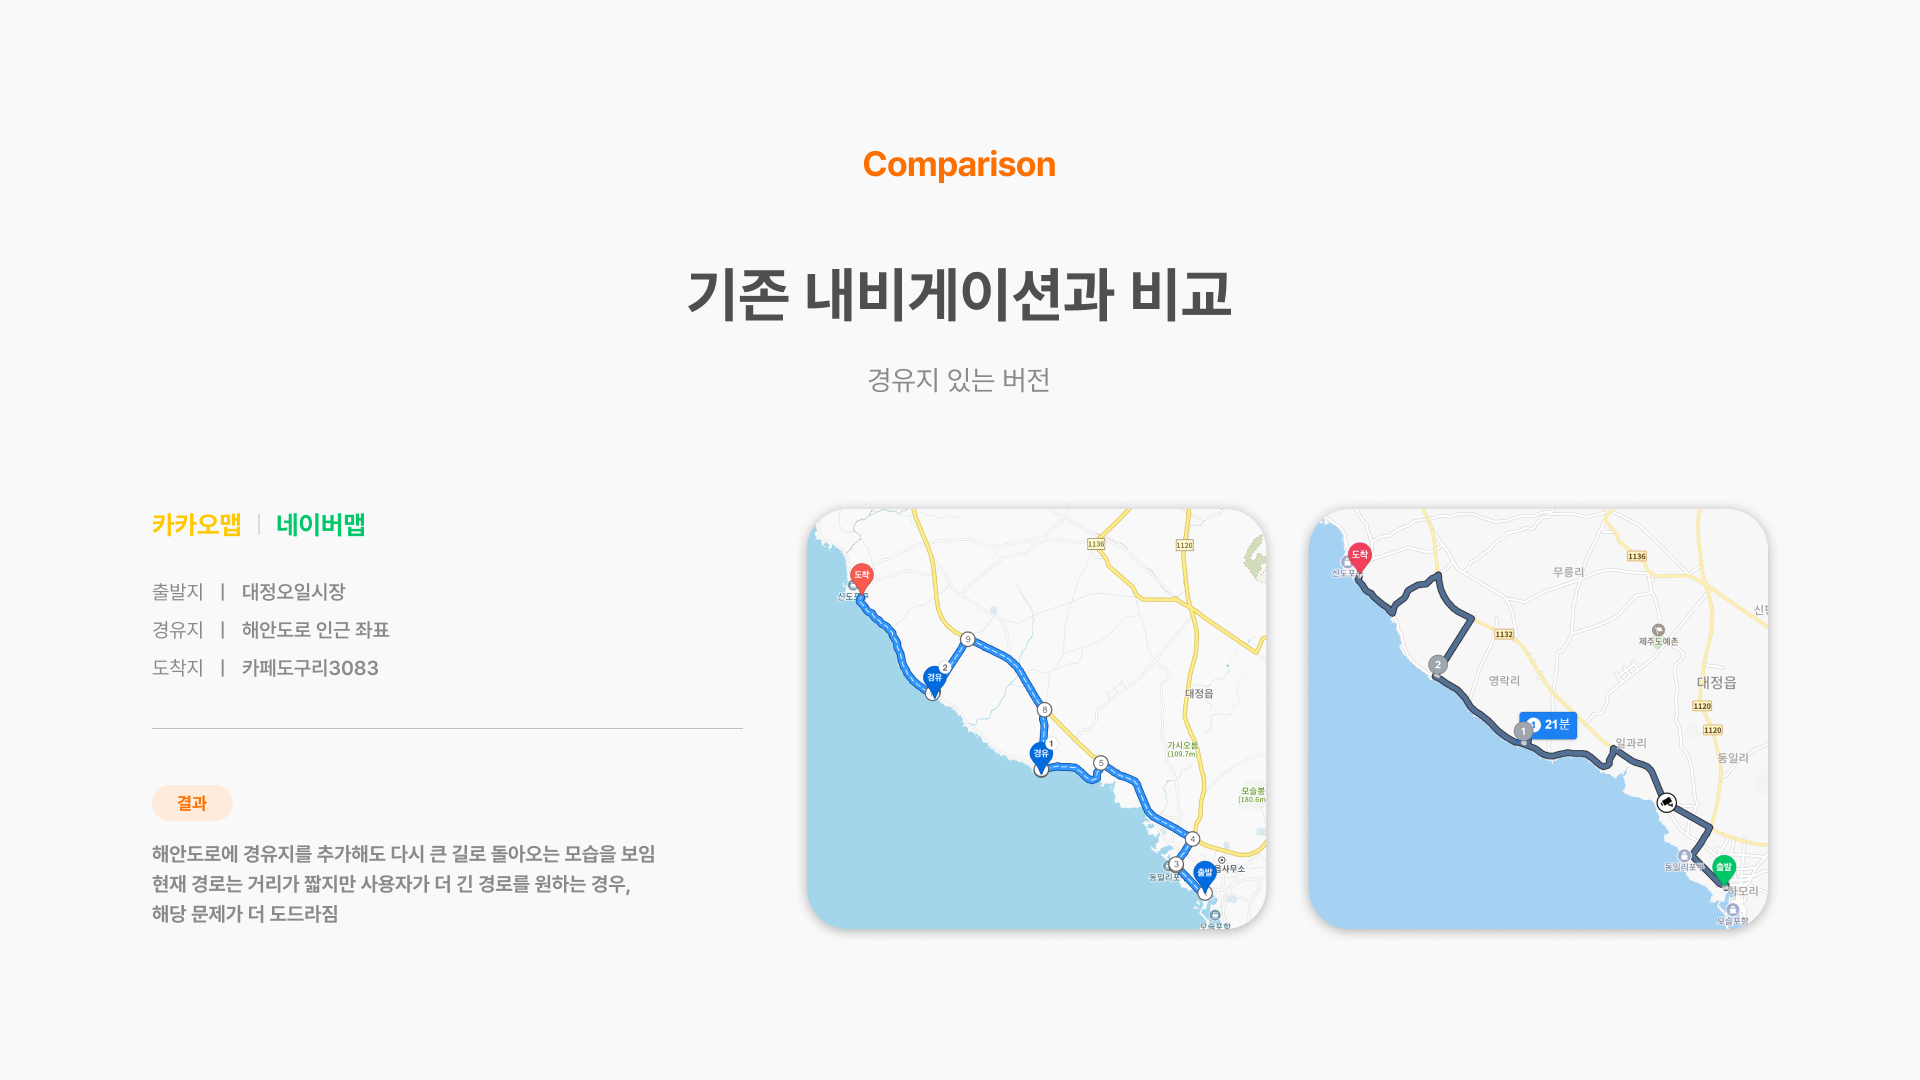 Comparison
기존 내비게이션과 비교
경유지 있는 버전
카카오맵 | 네이버맵
출발지 | 대정오일시장
경유지 | 해안도로 인근 좌표
도착지 | 카페도구리3083
결과
해안도로에 경유지를 추가해도 다시 큰 길로 돌아오는 모습을 보임
현재 경로는 거리가 짧지만 사용자가 더 긴 경로를 원하는 경우,
해당 문제가 더 도드라짐
1136
1120
도착
9
2
경유
대정읍
8
1
경유
가시오름
(109.7m)
5
모슬봉
(180.6m
4
3
동일리포
출발
읍사무소
모슬포항
1136
도착
무릉리
1132
제주도예촌
2
영락리
대정읍
1120
1 21분
1120
일과리
동일리
동일리포구
출발
하모리
모슬포항